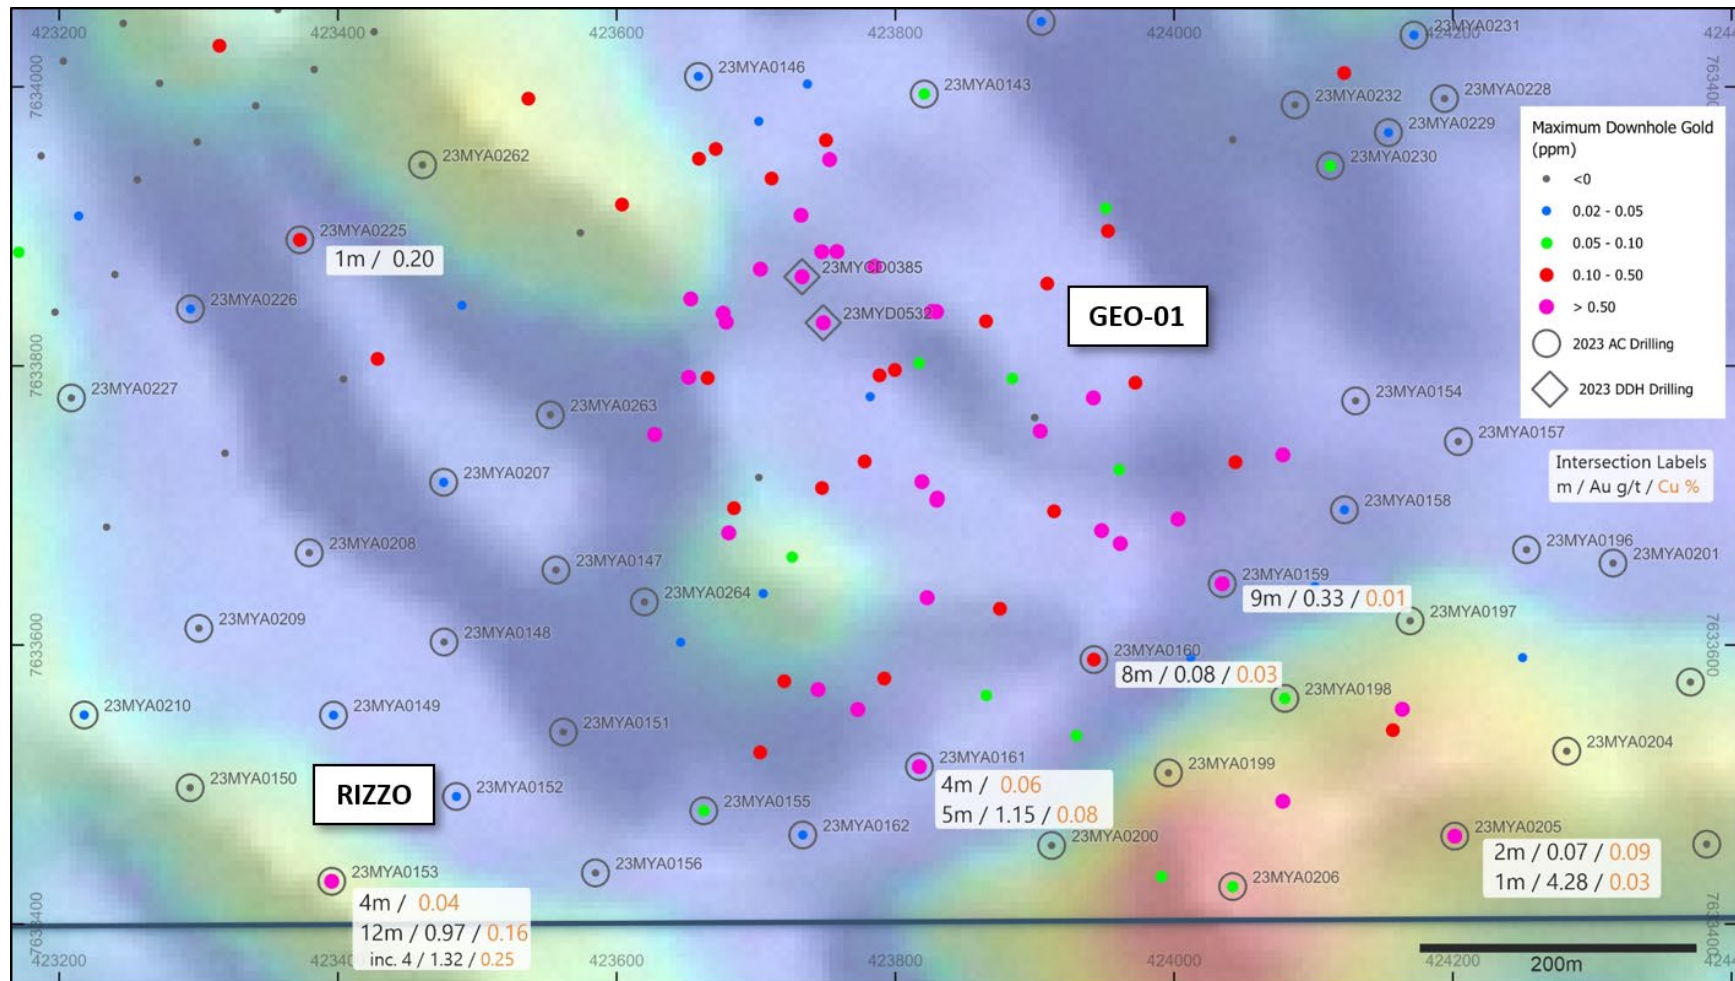 423200
423400
423600
423800
424000
424200
7634000
7634000
23MYA0231
23MYA0146
23MYA0143
23MYA0232
23MYA0228
23MYA0229
23MYA0262
23MYA0230
Maximum Downhole Gold
(ppm)
<0
0.02 - 0.05
0.05 - 0.10
0.10 - 0.50
> 0.50
2023 AC Drilling
2023 DDH Drilling
23MYA0225
1m / 0.20
23MYCD0385
23MYA0226
23MYD0532
GEO-01
7633800
23MYA0227
23MYA0263
23MYA0154
23MYA0157
Intersection Labels
m / Au g/t / Cu %
23MYA0207
23MYA0158
23MYA0208
23MYA0147
23MYA0196
23MYA0201
23MYA0264
23MYA0159
9m / 0.33 / 0.01
23MYA0209
23MYA0148
23MYA0197
7633600
7633600
23MYA0160
8m / 0.08 / 0.03
23MYA0198
23MYA0210
23MYA0149
23MYA0151
23MYA0204
23MYA0161
4m / 0.06
5m / 1.15 / 0.08
23MYA0199
23MYA0150
RIZZO
23MYA0152
23MYA0155
23MYA0162
23MYA0200
23MYA0205
2m / 0.07 / 0.09
1m / 4.28 / 0.03
23MYA0153
4m / 0.04
12m / 0.97 / 0.16
inc. 4 / 1.32 / 0.25
23MYA0156
23MYA0206
7633400
7633400
200m
423200
423400
423600
423800
424000
424200